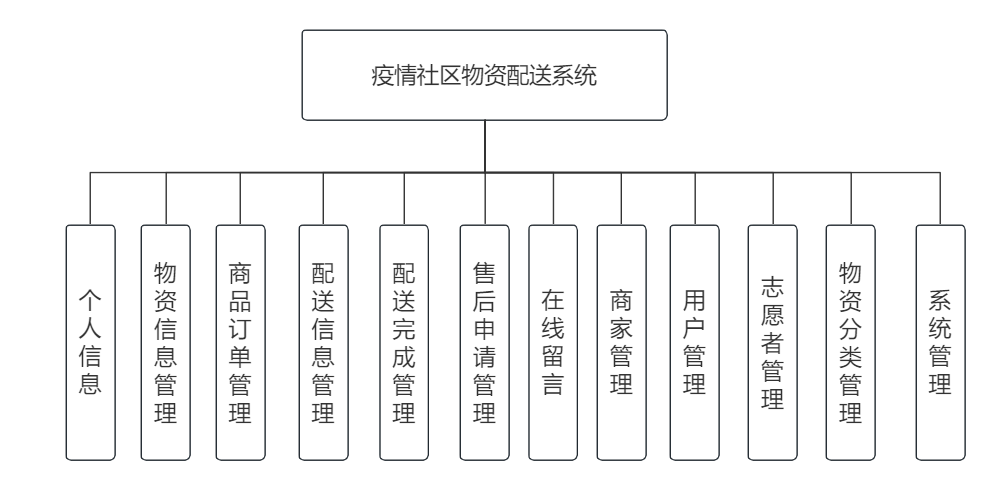 疫情社区物资配送系统
个人信息
物资信息管理
商品订单管理
配送信息管理
配送完成管理
售后申请管理
在线留言
商家管理
用户管理
志愿者管理
物资分类管理
系统管理